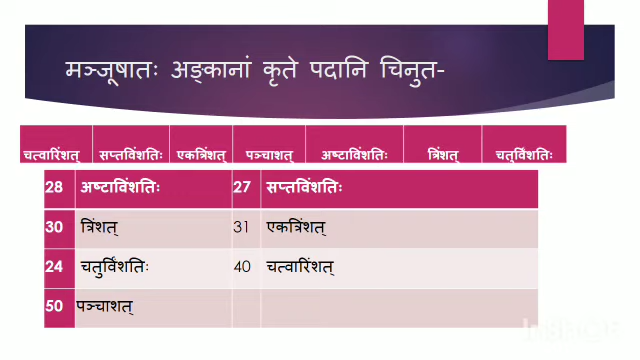 मञ्जूषातः अङ्कानां कृते पदानि चिनुत-
चत्वारिंशत् सप्तविंशतिः एकत्रिंशत् पञ्चाशत् अष्टाविंशतिः त्रिंशत् चतुर्विंशतिः
28 अष्टाविंशतिः 27 सप्तविंशतिः
30 त्रिंशत् 31 एकत्रिंशत्
24 चतुर्विंशतिः 40 चत्वारिंशत्
50 पञ्चाशत्